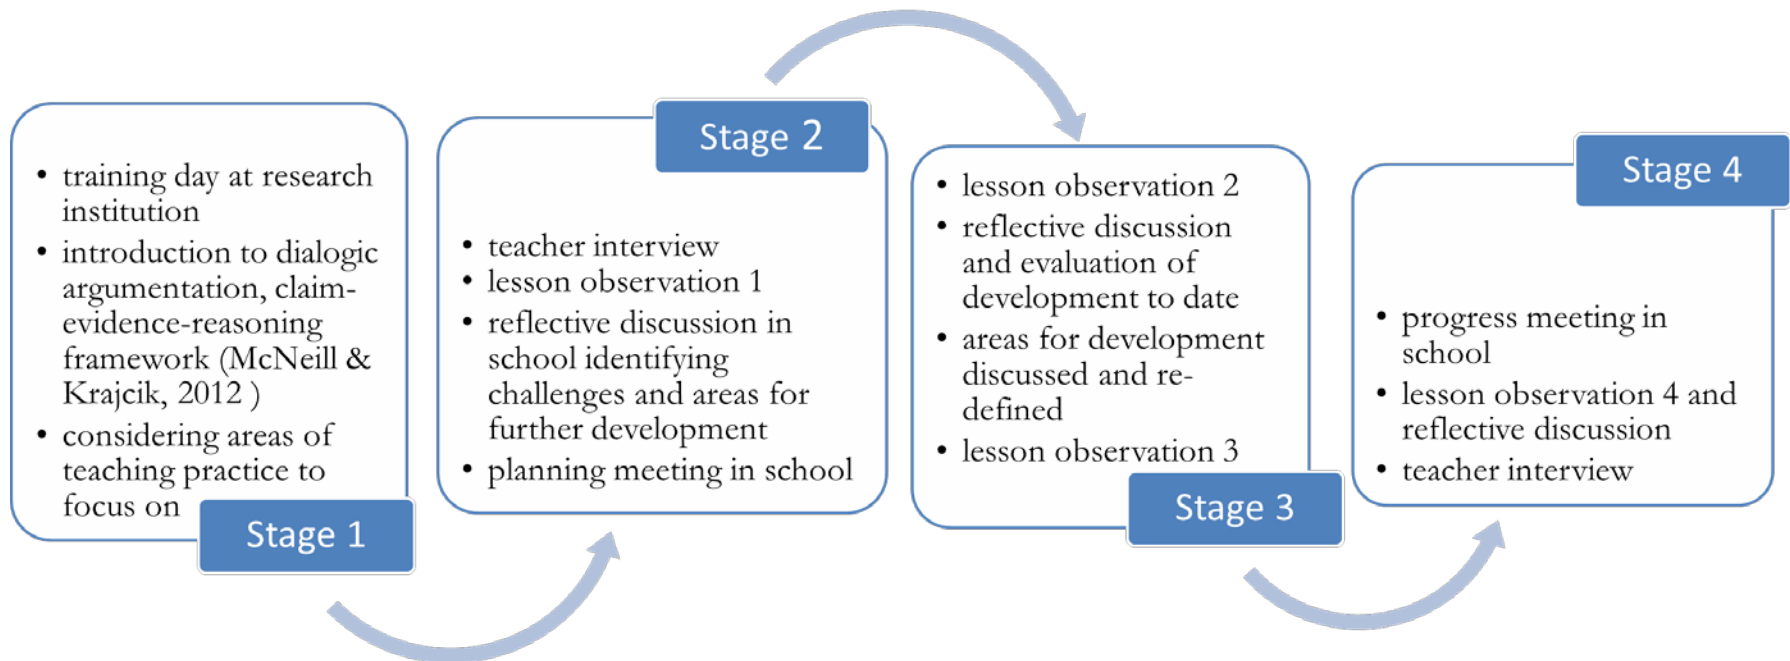 • training day at research
institution
• introduction to dialogic
argumentation, claim-
evidence-reasoning
framework (McNeill &
Krajcik, 2012 )
• considering areas of
teaching practice to
focus on
Stage 1
Stage 2
• teacher interview
• lesson observation 1
• reflective discussion in
school identifying
challenges and areas for
further development
• planning meeting in school
• lesson observation 2
• reflective discussion
and evaluation of
development to date
• areas for development
discussed and re-
defined
• lesson observation 3
Stage 3
Stage 4
• progress meeting in
school
• lesson observation 4 and
reflective discussion
• teacher interview